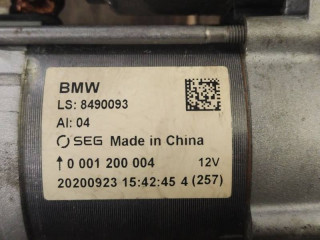 BMW
LS: 8490093
AI: 04
SEG Made in China
↑ 0 001 200 004 12V
20200923 15:42:45 4 (257)